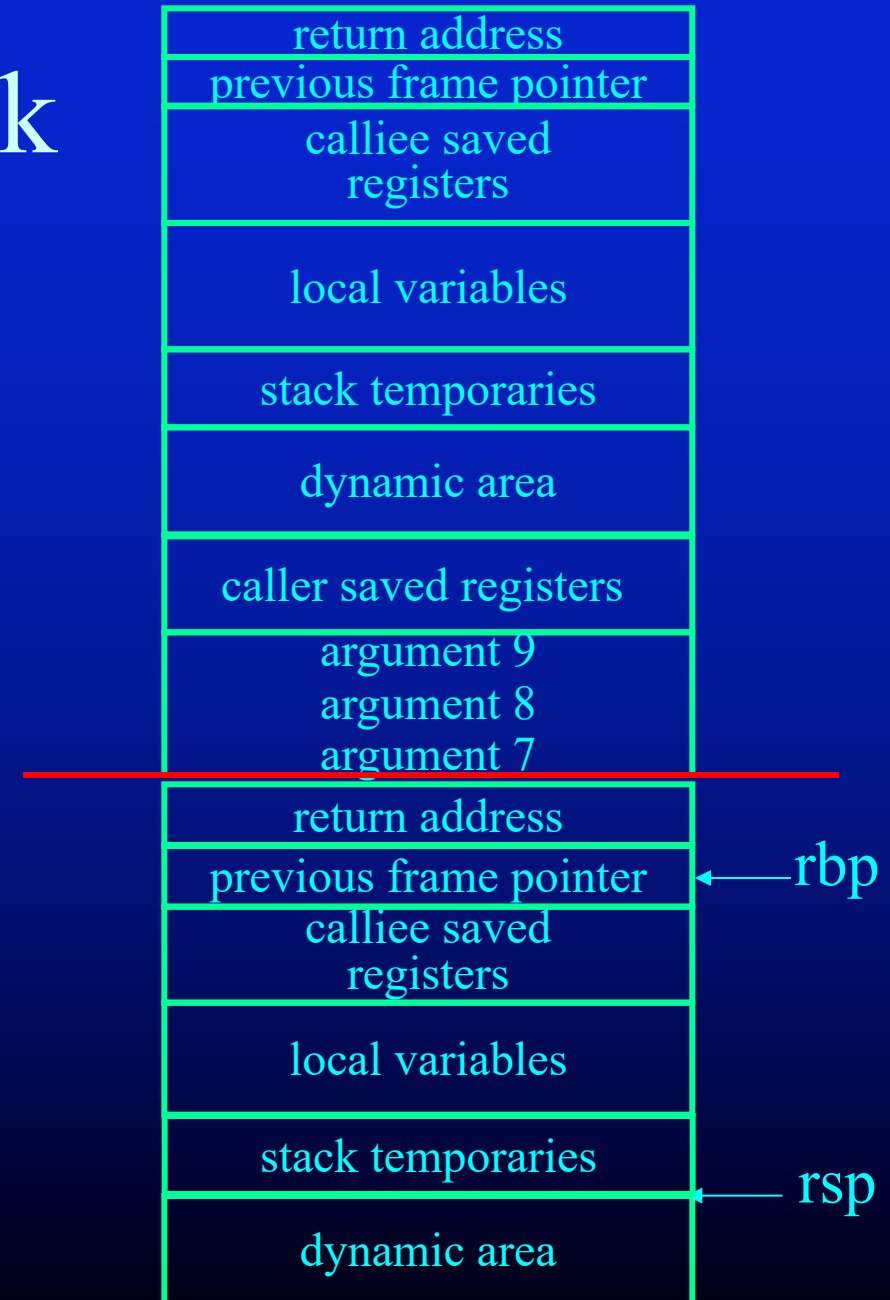 k
return address
previous frame pointer
calliee saved
registers
local variables
stack temporaries
dynamic area
caller saved registers
argument 9
argument 8
argument 7
return address
previous frame pointer
rbp
calliee saved
registers
local variables
stack temporaries
rsp
dynamic area